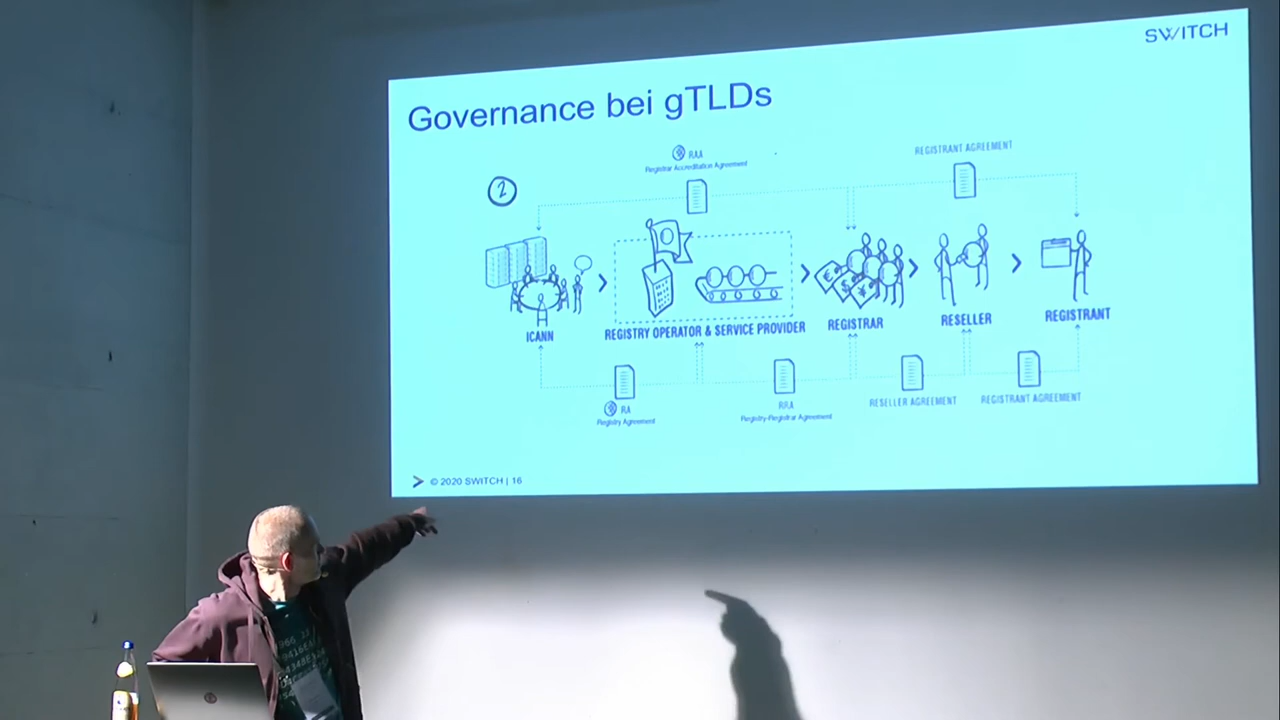 SWITCH
Governance bei gTLDs
RAA
Registrar Accreditation Agreement
REGISTRANT AGREEMENT
2
€
$
¥
ICANN
REGISTRY OPERATOR & SERVICE PROVIDER
REGISTRAR
RESELLER
REGISTRANT
RA
Registry Agreement
RRA
Registry-Registrar Agreement
RESELLER AGREEMENT
REGISTRANT AGREEMENT
© 2020 SWITCH | 16